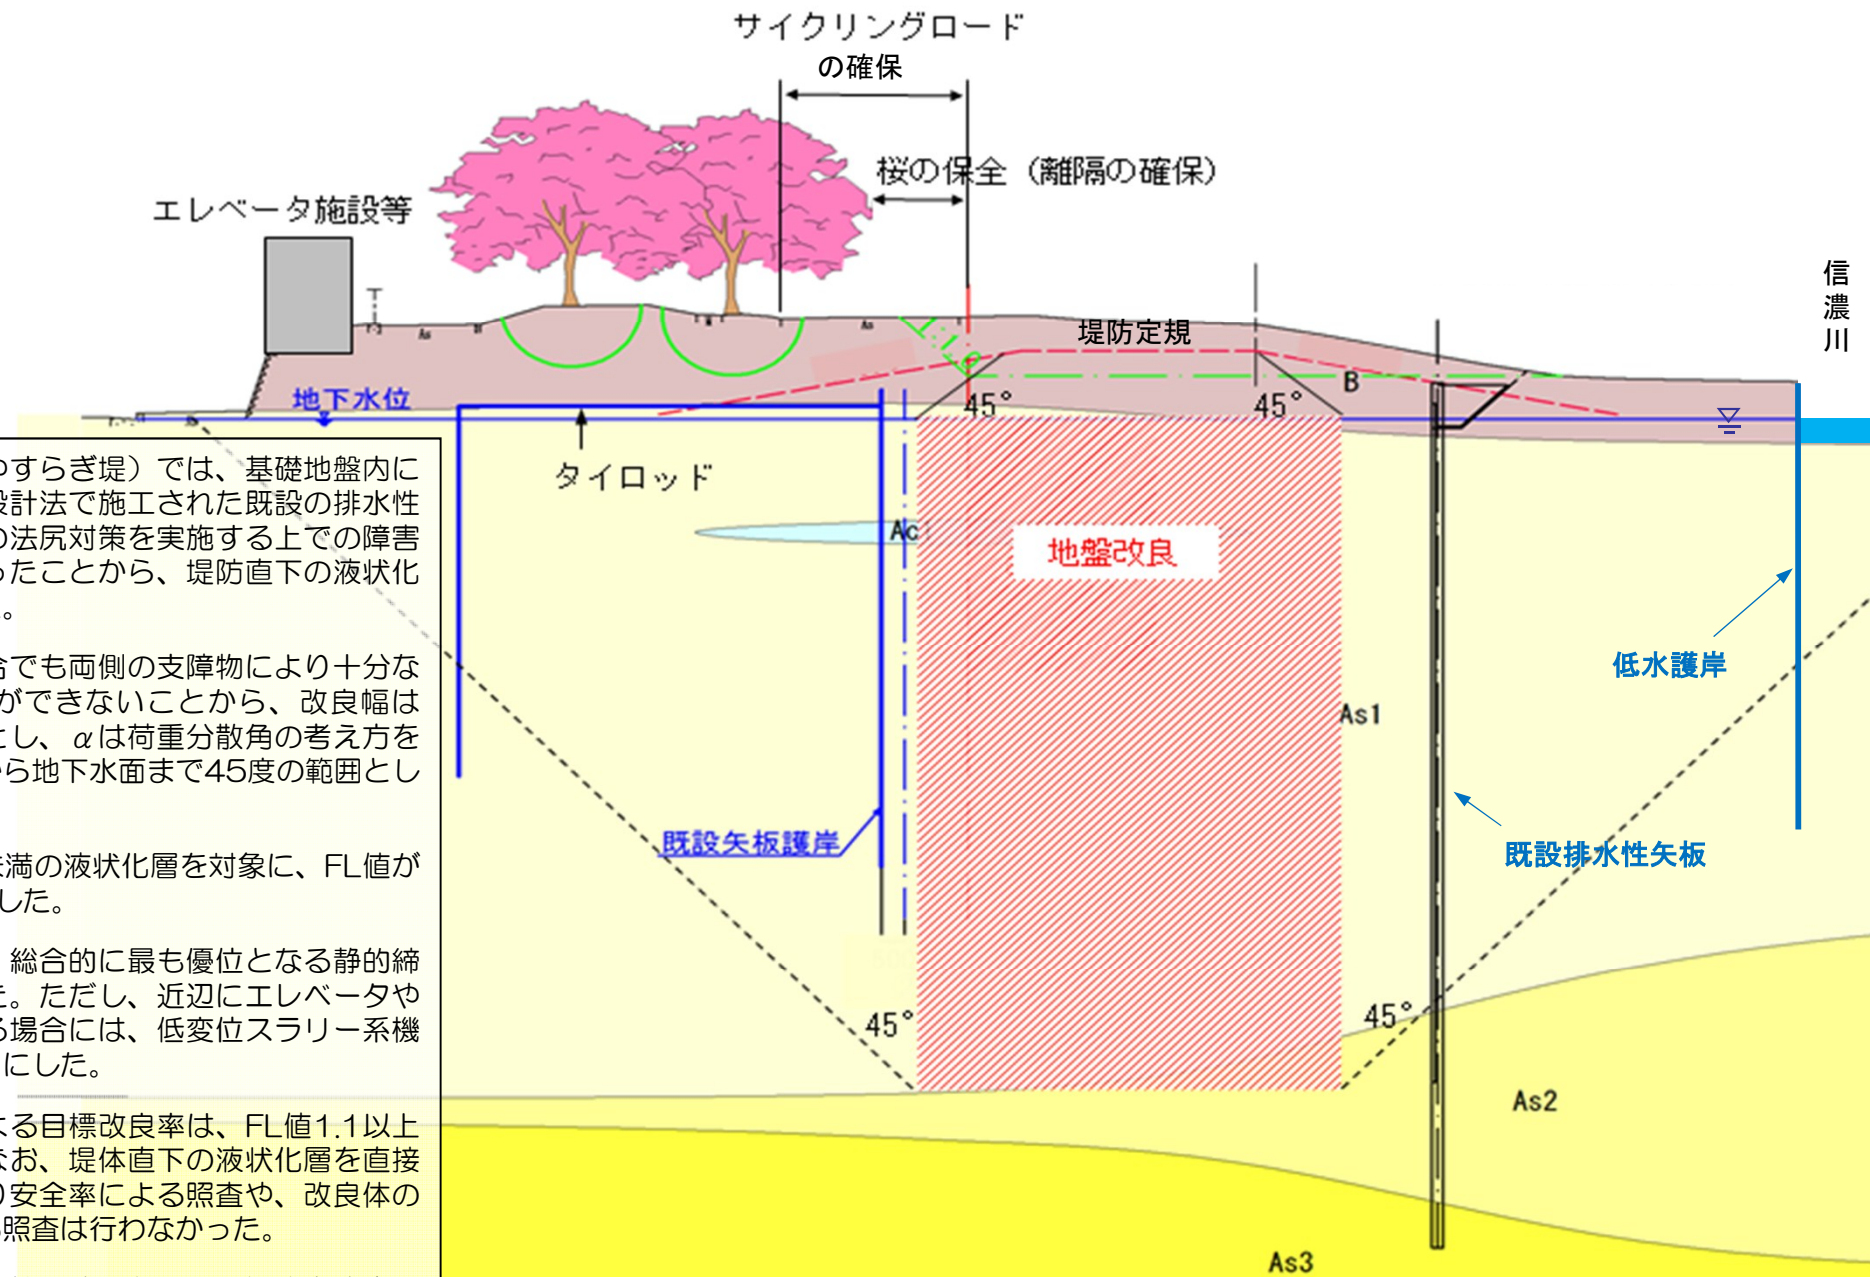 サイクリングロード
の確保
桜の保全（離隔の確保）
エレベータ施設等
信濃川
堤防定規
B
地下水位
45°
45°
タイロッド
Ac
地盤改良
低水護岸
As1
既設矢板護岸
既設排水性矢板
45°
45°
As2
As3
やすらぎ堤）では、基礎地盤内に
設計法で施工された既設の排水性
の法尻対策を実施する上での障害
ったことから、堤防直下の液状化
。
合でも両側の支障物により十分な
ができないことから、改良幅は
にし、αは荷重分散角の考え方を
から地下水面まで45度の範囲とし
未満の液状化層を対象に、FL値が
した。
総合的に最も優位となる静的締
た。ただし、近辺にエレベータや
る場合には、低変位スラリー系機
にした。
よる目標改良率は、FL値1.1以上
なお、堤体直下の液状化層を直接
り安全率による照査や、改良体の
照査は行わなかった。